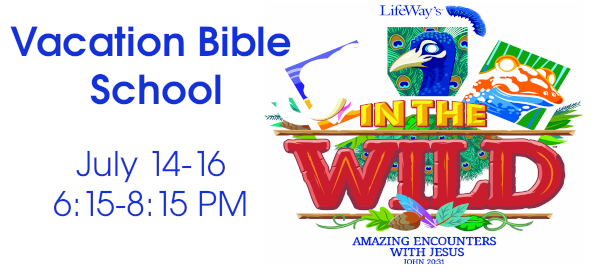 Vacation Bible
School
July 14-16
6:15-8:15 PM
LifeWay's
IN THE
WILD
AMAZING ENCOUNTERS
WITH JESUS
JOHN 20:31